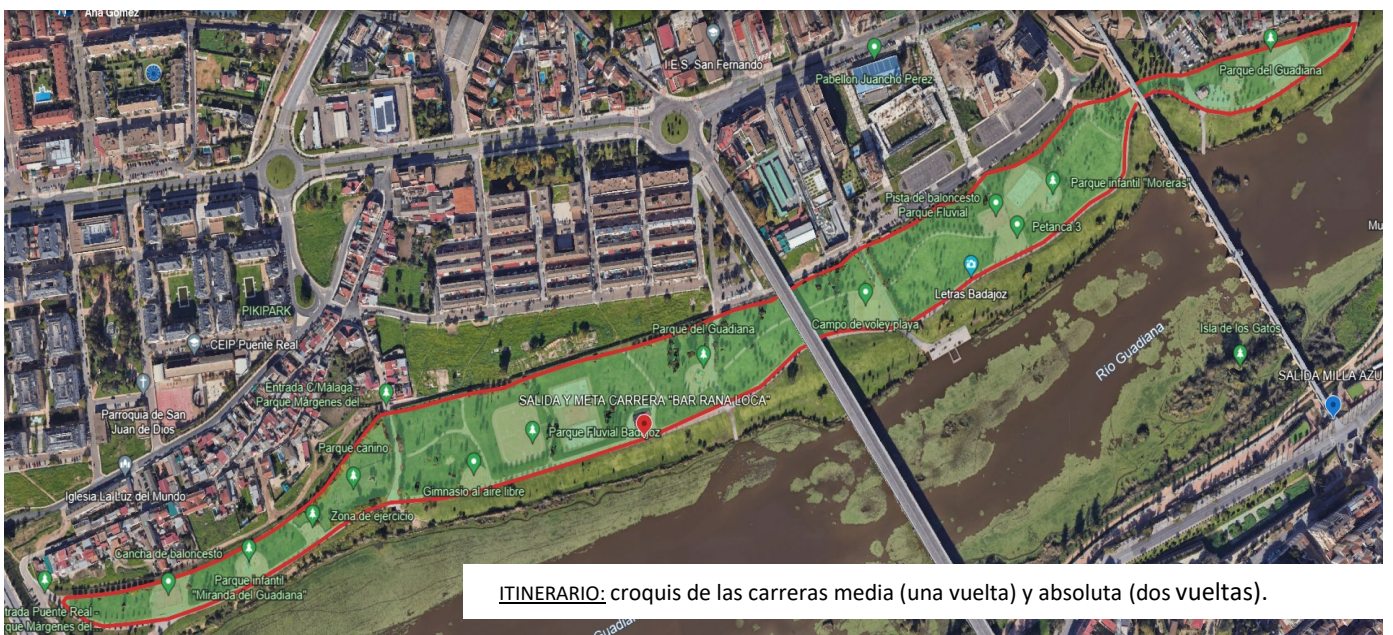 Ana Gómez
I.E.S. San Fernando
Pabellón Juancho Pérez
Parque del Guadiana
Parque infantil "Moreras"
Pista de baloncesto
Parque Fluvial
Petanca 3
Letras Badajoz
PIKIPARK
CEIP Puente Real
Parque del Guadiana
Campo de voley playa
Río Guadiana
Isla de los Gatos
SALIDA MILLA AZU
Mu
Entrada C/Málaga -
Parque Márgenes del...
SALIDA Y META CARRERA "BAR RANA LOCA"
Parroquia de San
Juan de Dios
Parque Fluvial Badajoz
Parque canino
Gimnasio al aire libre
Iglesia La Luz del Mundo
Zona de ejercicio
Cancha de baloncesto
Parque infantil
"Miranda del Guadiana"
trada Puente Real -
rque Márgenes del...
Guadiana
ITINERARIO: croquis de las carreras media (una vuelta) y absoluta (dos vueltas).